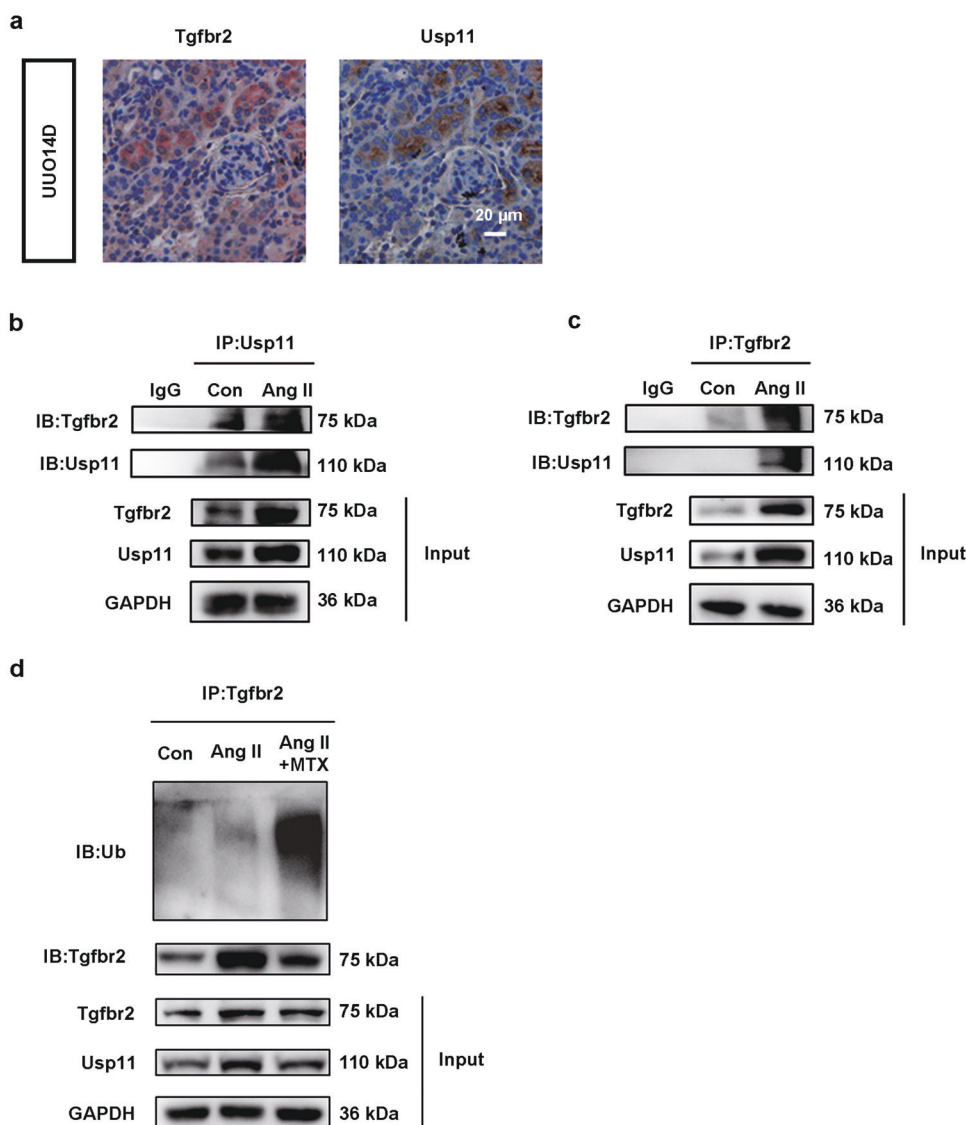 a
Tgfbr2 Usp11
UUO14D
20 µm
b
IP:Usp11
IgG Con Ang II
IB:Tgfbr2 75 kDa
IB:Usp11 110 kDa
Tgfbr2 75 kDa
Usp11 110 kDa
GAPDH 36 kDa
Input
c
IP:Tgfbr2
IgG Con Ang II
IB:Tgfbr2 75 kDa
IB:Usp11 110 kDa
Tgfbr2 75 kDa
Usp11 110 kDa
GAPDH 36 kDa
Input
d
IP:Tgfbr2
Con Ang II Ang II
+MTX
IB:Ub
IB:Tgfbr2 75 kDa
Tgfbr2 75 kDa
Usp11 110 kDa
GAPDH 36 kDa
Input